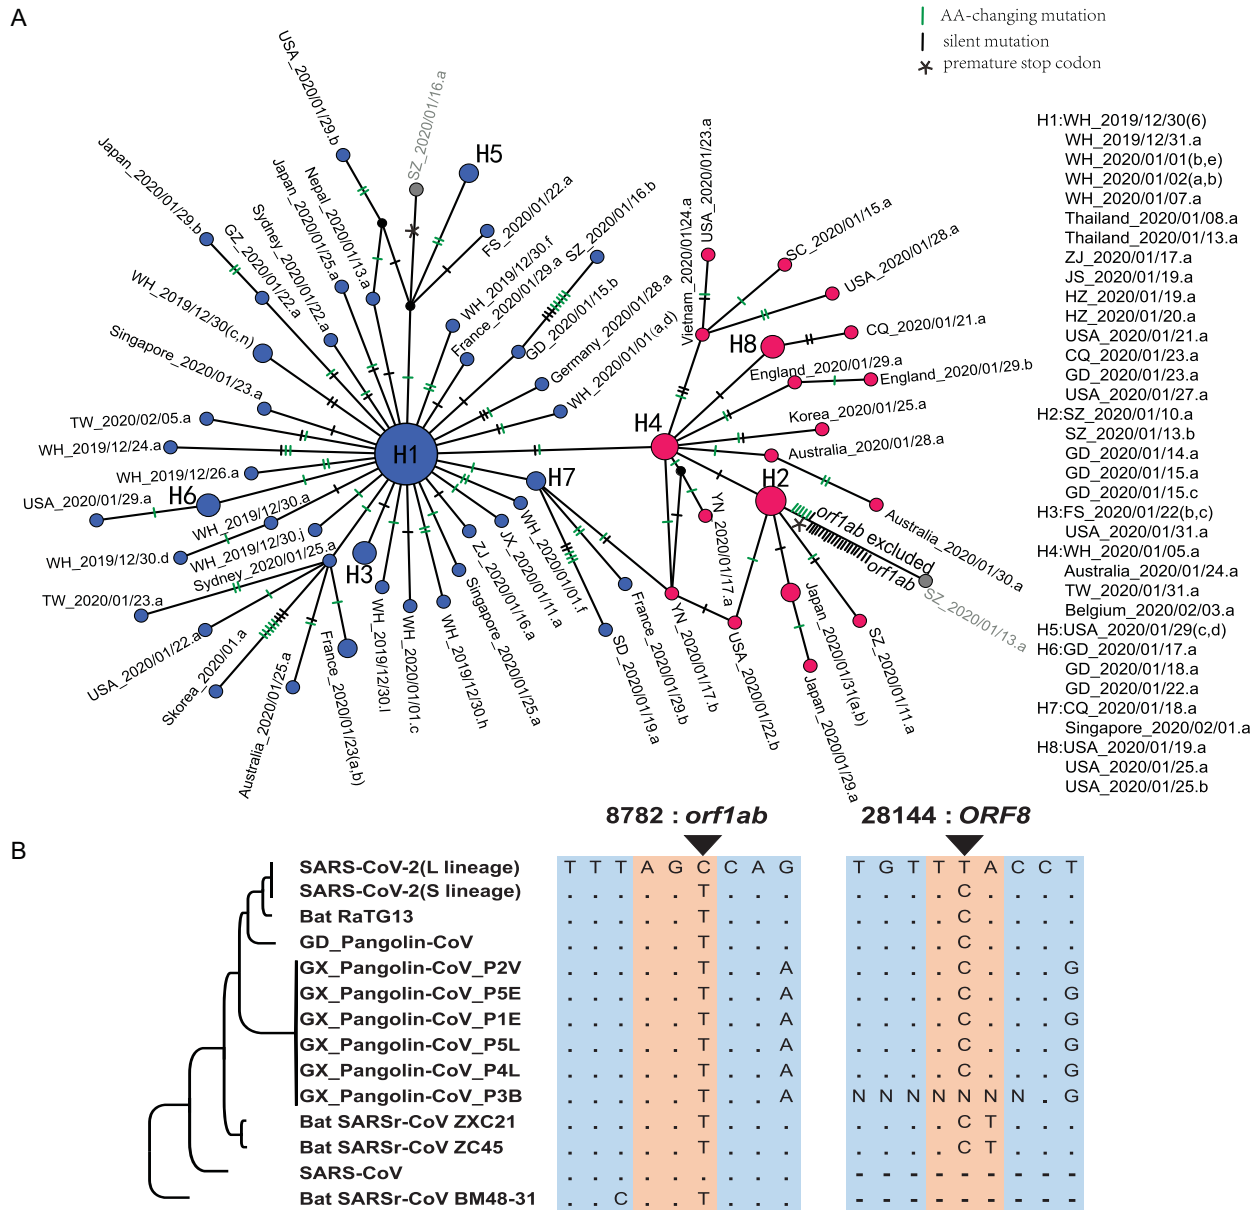 A
AA-changing mutation
silent mutation
premature stop codon
USA_2020/01/29.b
SZ_2020/01/16.a
H5
Japan_2020/01/29.b
GZ_2020/01/22.a
Sydney_2020/01/22.a
Japan_2020/01/25.a
Nepal_2020/01/13.a
FS_2020/01/22.a
WH_2019/12/30.f
France_2020/01/29.a
SZ_2020/01/16.b
GD_2020/01/15.b
Germany_2020/01/28.a
WH_2020/01/01(a,d)
WH_2019/12/30(c,n)
Singapore_2020/01/23.a
TW_2020/02/05.a
WH_2019/12/24.a
WH_2019/12/26.a
USA_2020/01/29.a
H6
H1
WH_2019/12/30.a
WH_2019/12/30.d
WH_2019/12/30.j
Sydney_2020/01/25.a
H3
TW_2020/01/23.a
USA_2020/01/22.a
Skorea_2020/01.a
Australia_2020/01/25.a
France_2020/01/23(a,b)
WH_2019/12/30.l
WH_2020/01/01.c
WH_2019/12/30.h
Singapore_2020/01/25.a
ZJ_2020/01/16.a
JX_2020/01/11.a
WH_2020/01/01.f
H7
SD_2020/01/19.a
France_2020/01/29.b
YN_2020/01/17.b
USA_2020/01/22.b
YN_2020/01/17.a
H4
Vietnam_2020\01\24.a
USA_2020/01/23.a
SC_2020/01/15.a
USA_2020/01/28.a
H8
CQ_2020/01/21.a
England_2020/01/29.a
England_2020/01/29.b
Korea_2020/01/25.a
Australia_2020/01/28.a
Australia_2020/01/30.a
H2
orf1ab excluded
orf1ab
SZ_2020/01/13.a
SZ_2020/01/11.a
Japan_2020/01/31(a,b)
Japan_2020/01/29.a
H1:WH_2019/12/30(6)
WH_2019/12/31.a
WH_2020/01/01(b,e)
WH_2020/01/02(a,b)
WH_2020/01/07.a
Thailand_2020/01/08.a
Thailand_2020/01/13.a
ZJ_2020/01/17.a
JS_2020/01/19.a
HZ_2020/01/19.a
HZ_2020/01/20.a
USA_2020/01/21.a
CQ_2020/01/23.a
GD_2020/01/23.a
USA_2020/01/27.a
H2:SZ_2020/01/10.a
SZ_2020/01/13.b
GD_2020/01/14.a
GD_2020/01/15.a
GD_2020/01/15.c
H3:FS_2020/01/22(b,c)
USA_2020/01/31.a
H4:WH_2020/01/05.a
Australia_2020/01/24.a
TW_2020/01/31.a
Belgium_2020/02/03.a
H5:USA_2020/01/29(c,d)
H6:GD_2020/01/17.a
GD_2020/01/18.a
GD_2020/01/22.a
H7:CQ_2020/01/18.a
Singapore_2020/02/01.a
H8:USA_2020/01/19.a
USA_2020/01/25.a
USA_2020/01/25.b
B
8782 : orf1ab 28144 : ORF8
SARS-CoV-2(L lineage) T T T A G C C A G T G T T T A C C T
SARS-CoV-2(S lineage) . . . . . T . . . . . . . C . . . .
Bat RaTG13 . . . . . T . . . . . . . C . . . .
GD_Pangolin-CoV . . . . . T . . . . . . . C . . . .
GX_Pangolin-CoV_P2V . . . . . T . . A . . . . C . . . G
GX_Pangolin-CoV_P5E . . . . . T . . A . . . . C . . . G
GX_Pangolin-CoV_P1E . . . . . T . . A . . . . C . . . G
GX_Pangolin-CoV_P5L . . . . . T . . A . . . . C . . . G
GX_Pangolin-CoV_P4L . . . . . T . . A . . . . C . . . G
GX_Pangolin-CoV_P3B . . . . . T . . A N N N N N N N . G
Bat SARSr-CoV ZXC21 . . . . . T . . . . . . . C T . . .
Bat SARSr-CoV ZC45 . . . . . T . . . . . . . C T . . .
SARS-CoV . . . . . . . . . - - - - - - - - -
Bat SARSr-CoV BM48-31 . . C . . T . . . - - - - - - - - -